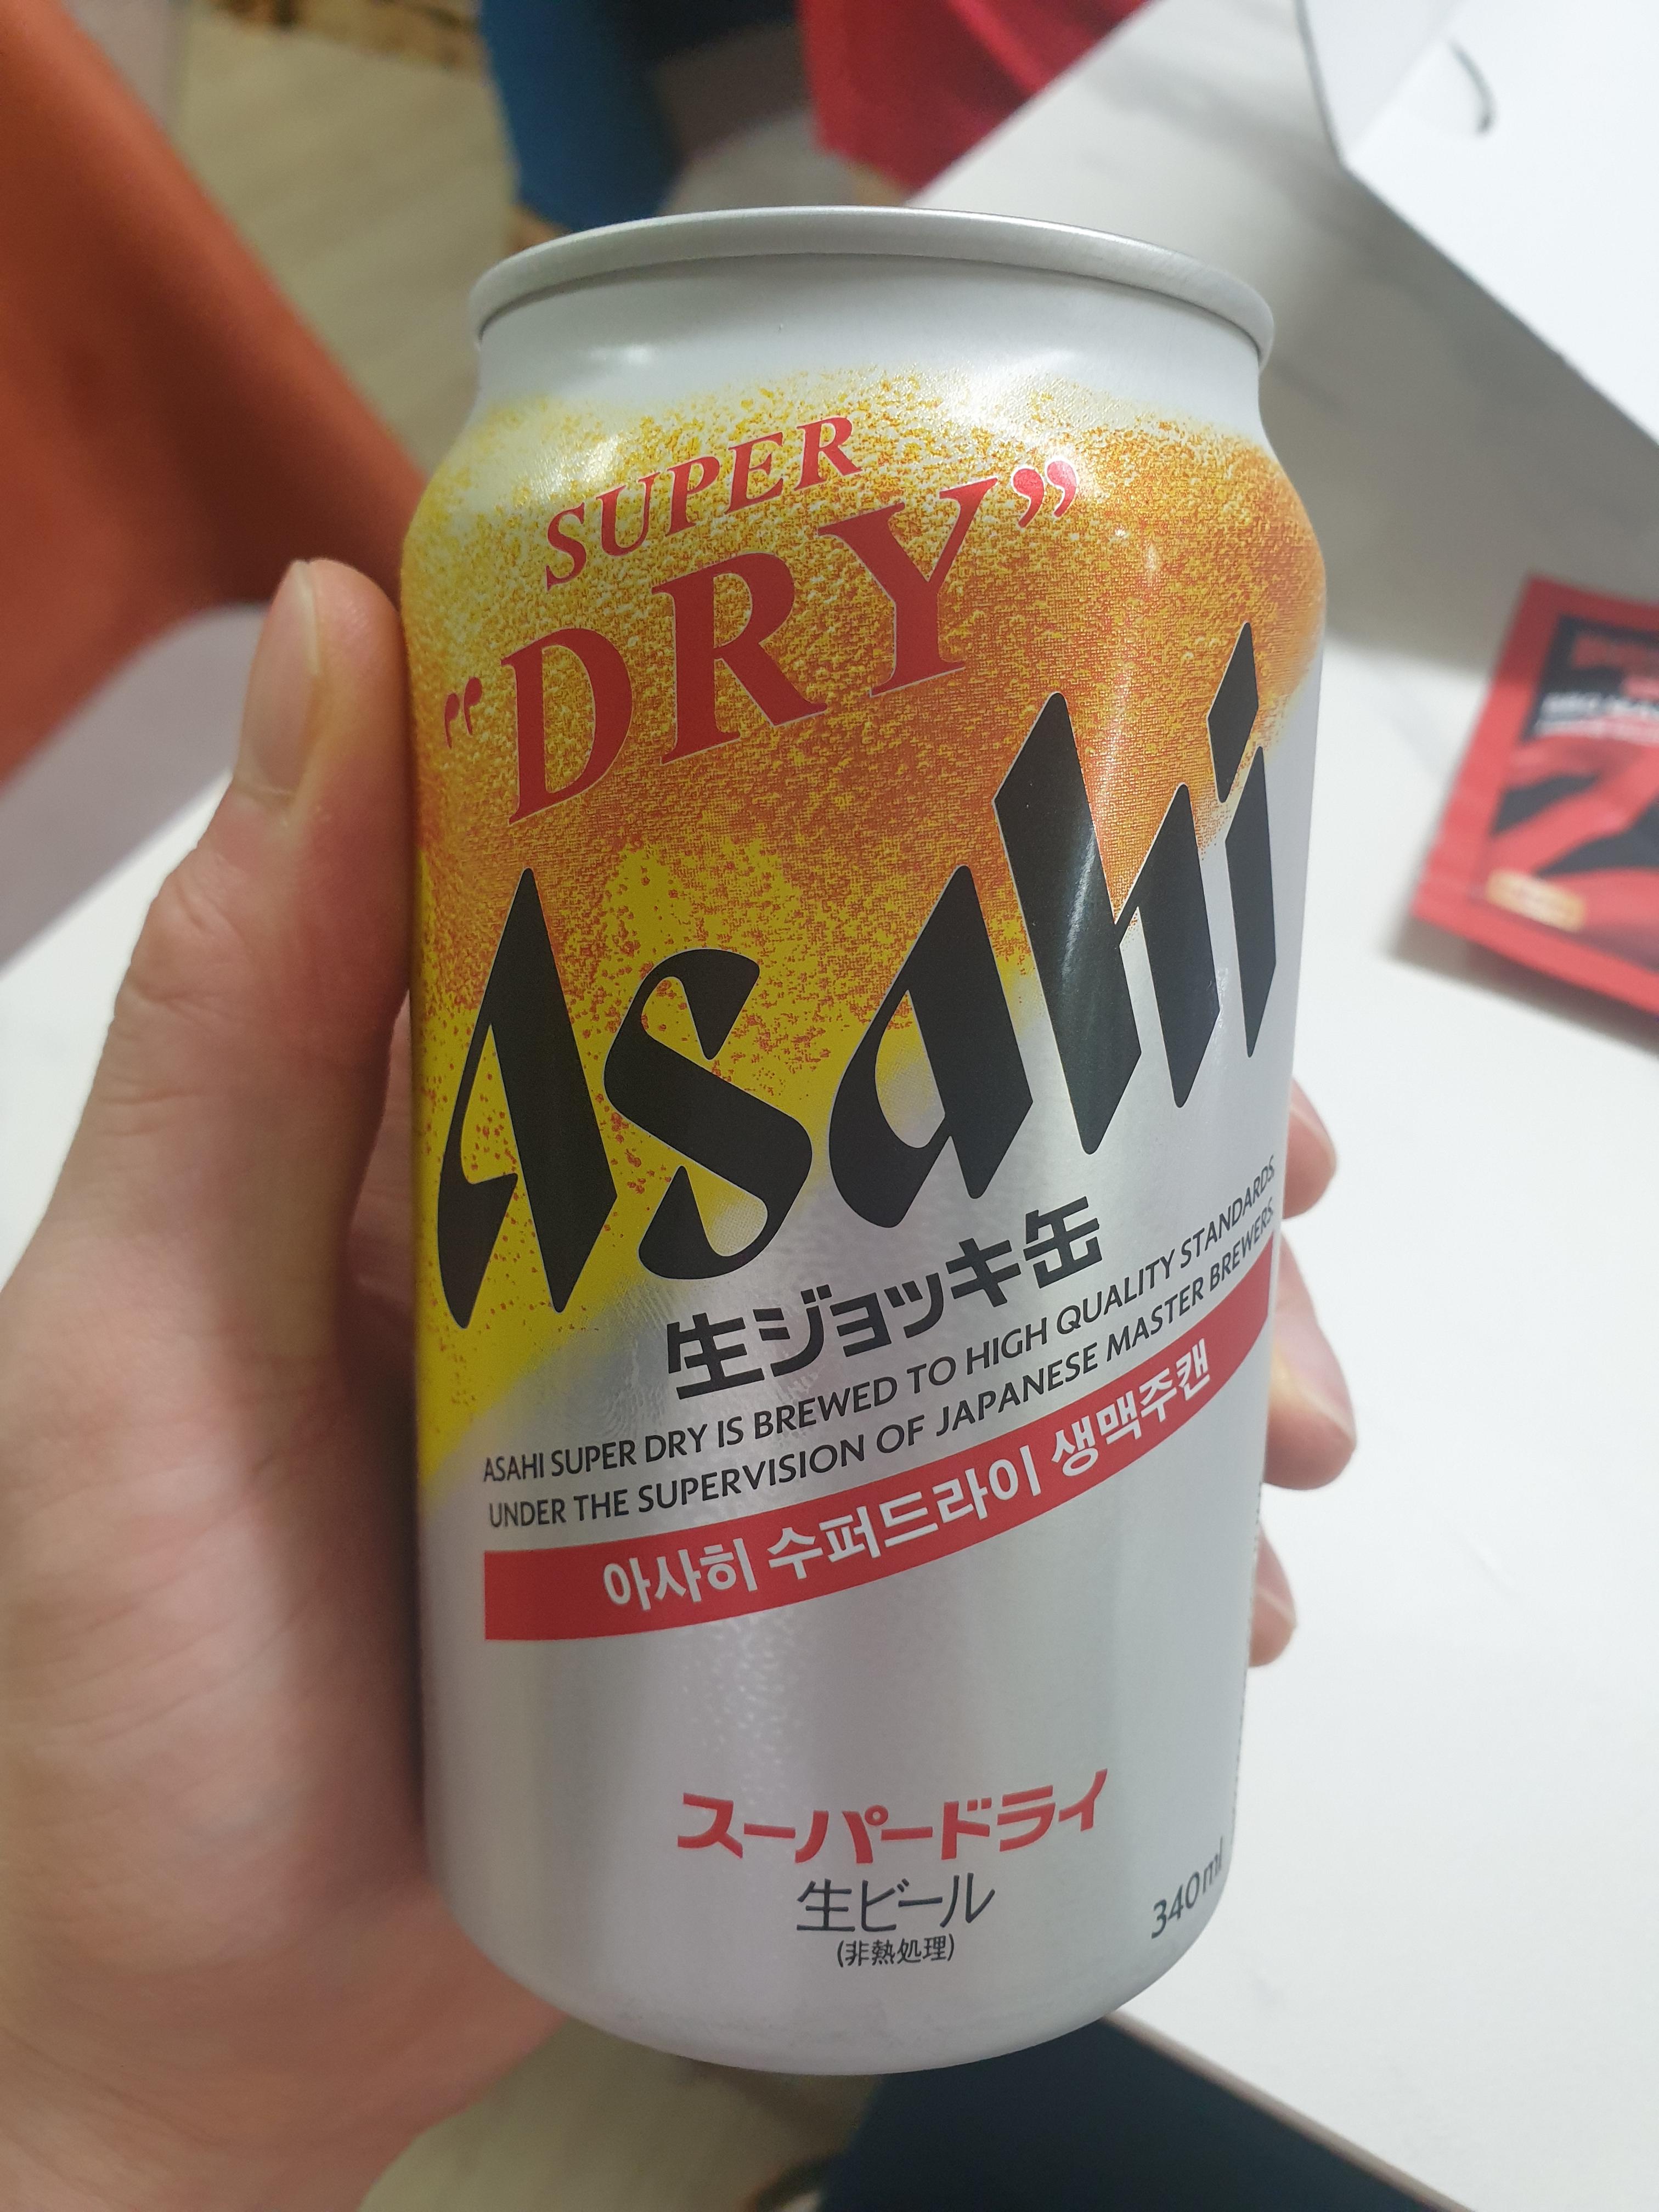 SUPER
"DRY"
Asahi
生ジョッキ缶
ASAHI SUPER DRY IS BREWED TO HIGH QUALITY STANDARDS
UNDER THE SUPERVISION OF JAPANESE MASTER BREWERS.
아사히 수퍼드라이 생맥주캔
スーパードライ
生ビール
(非熱処理)
340ml